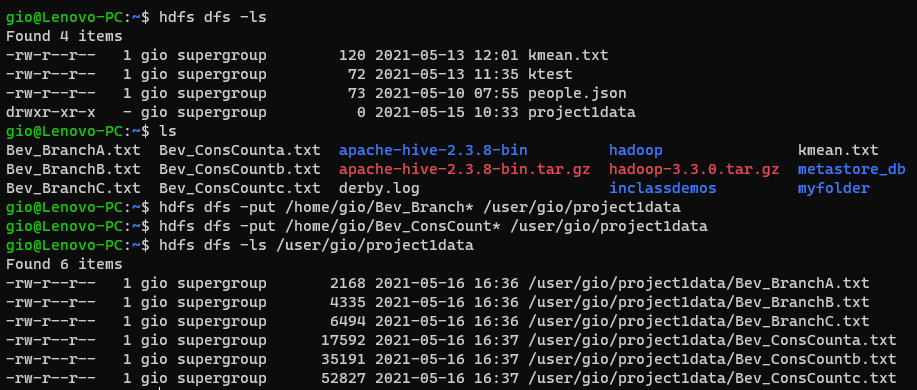 gio@Lenovo-PC:~$ hdfs dfs -ls
Found 4 items
-rw-r--r--   1 gio supergroup        120 2021-05-13 12:01 kmean.txt
-rw-r--r--   1 gio supergroup         72 2021-05-13 11:35 ktest
-rw-r--r--   1 gio supergroup         73 2021-05-10 07:55 people.json
drwxr-xr-x   - gio supergroup          0 2021-05-15 10:33 project1data
gio@Lenovo-PC:~$ ls
Bev_BranchA.txt  Bev_ConsCounta.txt  apache-hive-2.3.8-bin         hadoop               kmean.txt
Bev_BranchB.txt  Bev_ConsCountb.txt  apache-hive-2.3.8-bin.tar.gz  hadoop-3.3.0.tar.gz  metastore_db
Bev_BranchC.txt  Bev_ConsCountc.txt  derby.log                     inclassdemos         myfolder
gio@Lenovo-PC:~$ hdfs dfs -put /home/gio/Bev_Branch* /user/gio/project1data
gio@Lenovo-PC:~$ hdfs dfs -put /home/gio/Bev_ConsCount* /user/gio/project1data
gio@Lenovo-PC:~$ hdfs dfs -ls /user/gio/project1data
Found 6 items
-rw-r--r--   1 gio supergroup       2168 2021-05-16 16:36 /user/gio/project1data/Bev_BranchA.txt
-rw-r--r--   1 gio supergroup       4335 2021-05-16 16:36 /user/gio/project1data/Bev_BranchB.txt
-rw-r--r--   1 gio supergroup       6494 2021-05-16 16:36 /user/gio/project1data/Bev_BranchC.txt
-rw-r--r--   1 gio supergroup      17592 2021-05-16 16:37 /user/gio/project1data/Bev_ConsCounta.txt
-rw-r--r--   1 gio supergroup      35191 2021-05-16 16:37 /user/gio/project1data/Bev_ConsCountb.txt
-rw-r--r--   1 gio supergroup      52827 2021-05-16 16:37 /user/gio/project1data/Bev_ConsCountc.txt